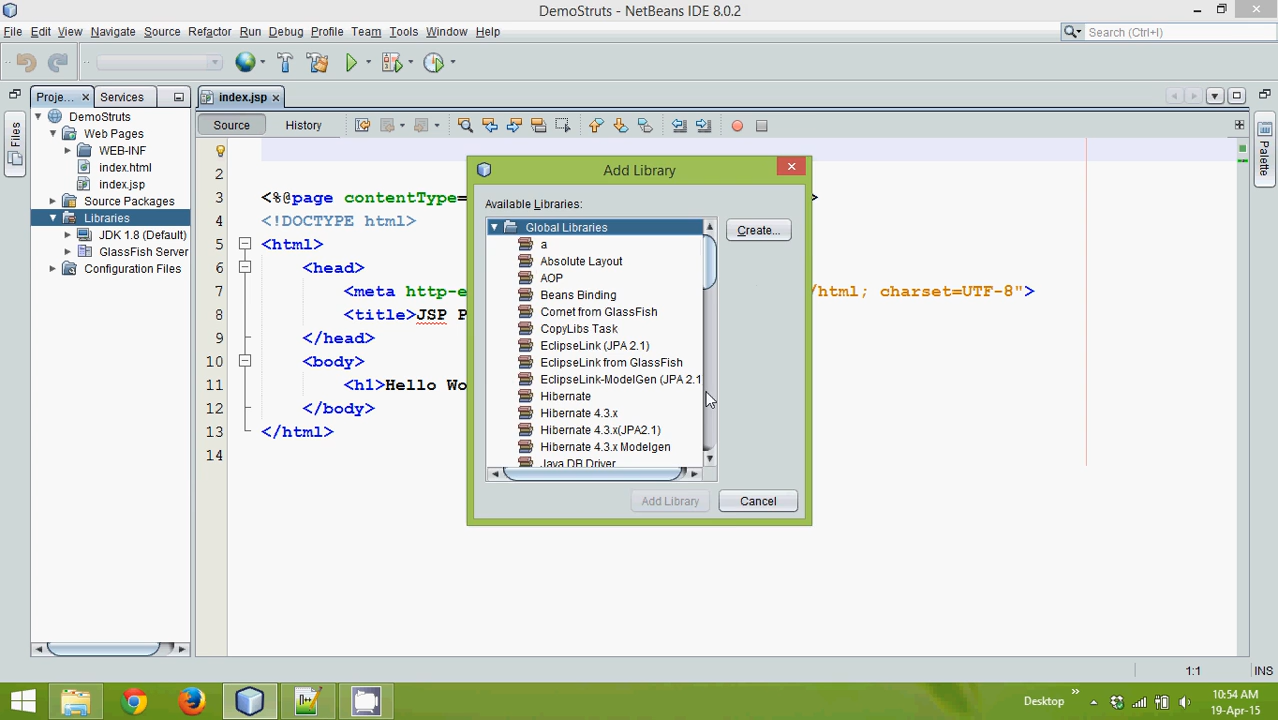 DemoStruts - NetBeans IDE 8.0.2
File Edit View Navigate Source Refactor Run Debug Profile Team Tools Window Help
Search (Ctrl+I)
Proje...
Services
index.jsp
Files
Palette
Source
History
DemoStruts
Web Pages
WEB-INF
index.html
index.jsp
Source Packages
Libraries
JDK 1.8 (Default)
GlassFish Server
Configuration Files
2
3 <%@page contentType= >
4 <!DOCTYPE html>
5 <html>
6 <head>
7 <meta http-e /html; charset=UTF-8">
8 <title>JSP P
9 </head>
10 <body>
11 <h1>Hello Wo
12 </body>
13 </html>
14
Add Library
Available Libraries:
Global Libraries
a
Absolute Layout
AOP
Beans Binding
Comet from GlassFish
CopyLibs Task
EclipseLink (JPA 2.1)
EclipseLink from GlassFish
EclipseLink-ModelGen (JPA 2.1
Hibernate
Hibernate 4.3.x
Hibernate 4.3.x(JPA2.1)
Hibernate 4.3.x Modelgen
Java DB Driver
Create...
Add Library
Cancel
1:1
INS
Desktop
10:54 AM
19-Apr-15